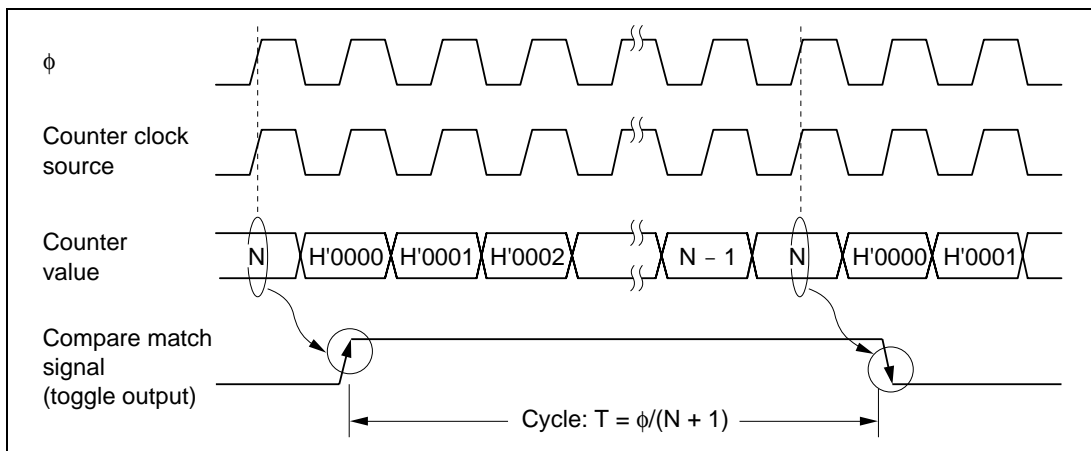 ϕ
Counter clock
source
Counter
value
N H'0000 H'0001 H'0002 N – 1 N H'0000 H'0001
Compare match
signal
(toggle output)
Cycle: T = ϕ/(N + 1)